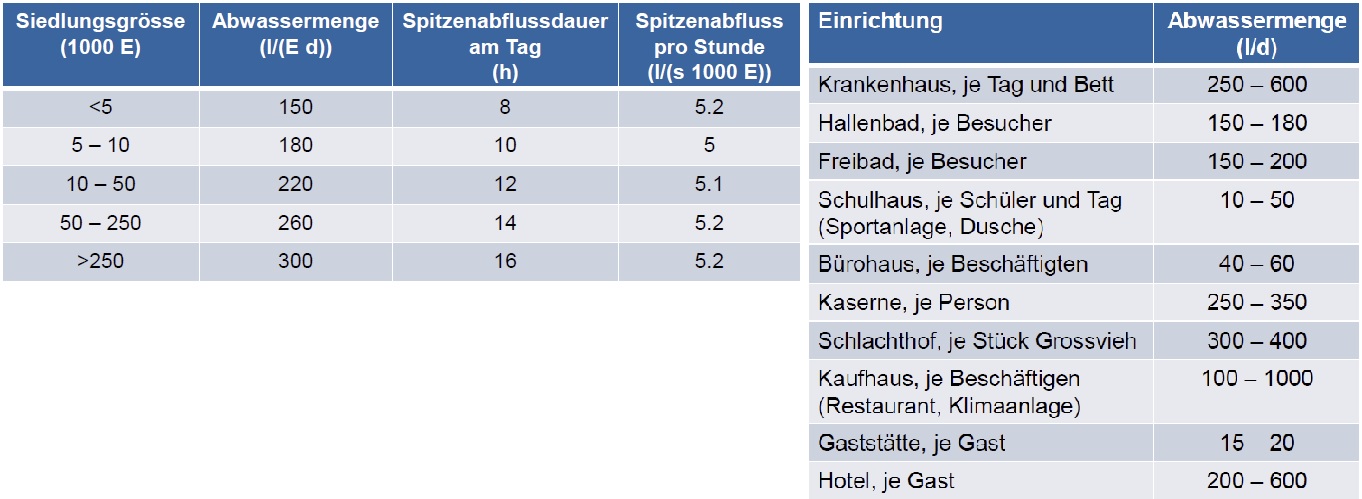 Siedlungsgrösse (1000 E) Abwassermenge (l/(E d)) Spitzenabflussdauer am Tag (h) Spitzenabfluss pro Stunde (l/(s 1000 E))
<5 150 8 5.2
5 – 10 180 10 5
10 – 50 220 12 5.1
50 – 250 260 14 5.2
>250 300 16 5.2
Einrichtung Abwassermenge (l/d)
Krankenhaus, je Tag und Bett 250 – 600
Hallenbad, je Besucher 150 – 180
Freibad, je Besucher 150 – 200
Schulhaus, je Schüler und Tag 10 – 50
(Sportanlage, Dusche)
Bürohaus, je Beschäftigten 40 – 60
Kaserne, je Person 250 – 350
Schlachthof, je Stück Grossvieh 300 – 400
Kaufhaus, je Beschäftigen 100 – 1000
(Restaurant, Klimaanlage)
Gaststätte, je Gast 15 20
Hotel, je Gast 200 – 600